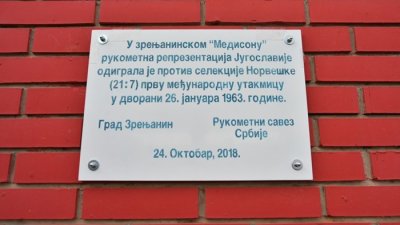 У зрењанинском “Медисону”
рукометна репрезентација Југославије
одиграла је против селекције Норвешке
(21:7) прву међународну утакмицу
у дворани 26. јануара 1963. године.
Град Зрењанин Рукометни савез
Србије
24. Октобар, 2018.